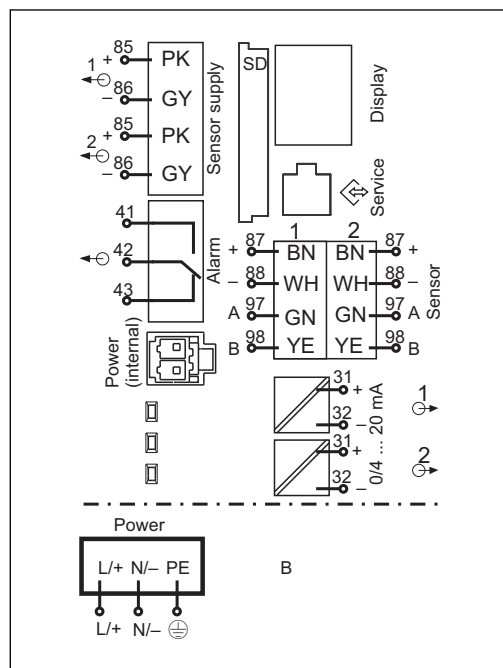 1
+ 85 PK
– 86 GY
2
+ 85 PK
– 86 GY
Sensor supply
SD
Display
Service
41
42
43
Alarm
1 2
+ 87 BN BN 87 +
– 88 WH WH 88 –
A 97 GN GN 97 A
B 98 YE YE 98 B
Sensor
Power
(internal)
31 +
32 –
31 +
32 –
0/4 ... 20 mA
1
2
Power
L/+ N/– PE
L/+ N/–
B